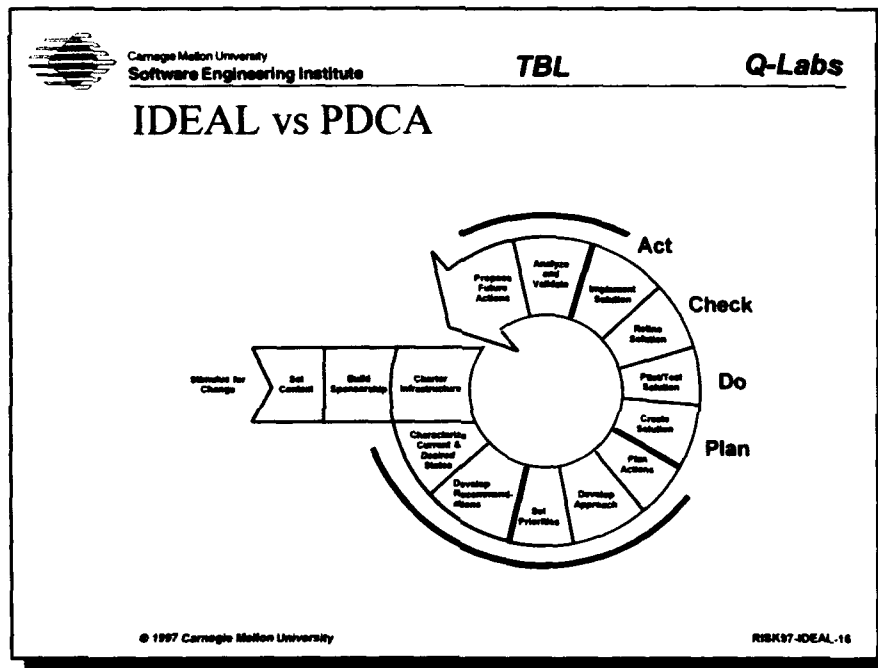 Carnegie Mellon University
Software Engineering Institute
TBL
Q-Labs
IDEAL vs PDCA
Stimulus for
Change
Set
Context
Build
Sponsorship
Charter
Infrastructure
Characterize
Current &
Desired
States
Develop
Recommend-
ations
Set
Priorities
Develop
Approach
Plan
Actions
Create
Solution
Pilot/Test
Solution
Refine
Solution
Implement
Solution
Analyze
and
Validate
Propose
Future
Actions
Act
Check
Do
Plan
© 1997 Carnegie Mellon University
RISK97-IDEAL-16